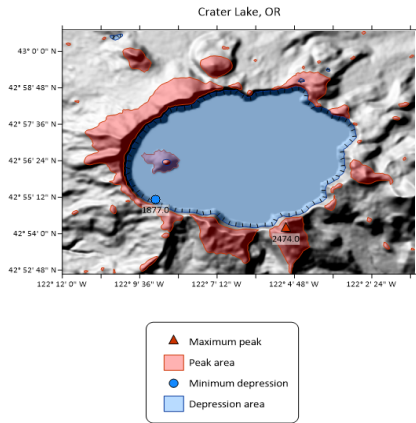 Crater Lake, OR
43° 0'0" N
42° 58'48" N
42° 57'36" N
42° 56'24" N
42° 55'12" N
42° 54'0" N
42° 52'48" N
1877.0
2474.0
122° 12'0" W
122° 9'36" W
122° 7'12" W
122° 4'48" W
122° 2'24" W
Maximum peak
Peak area
Minimum depression
Depression area